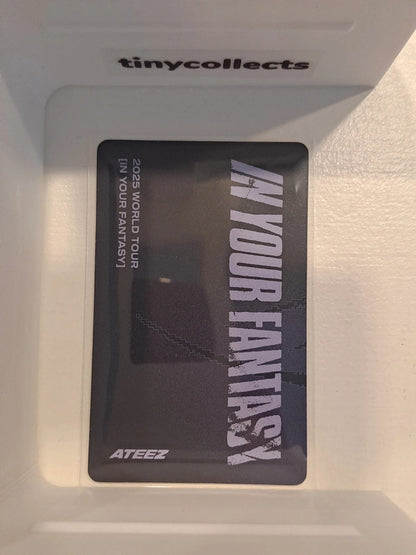 tinycollects
IN YOUR FANTASY
2025 WORLD TOUR
[IN YOUR FANTASY]
ATEEZ